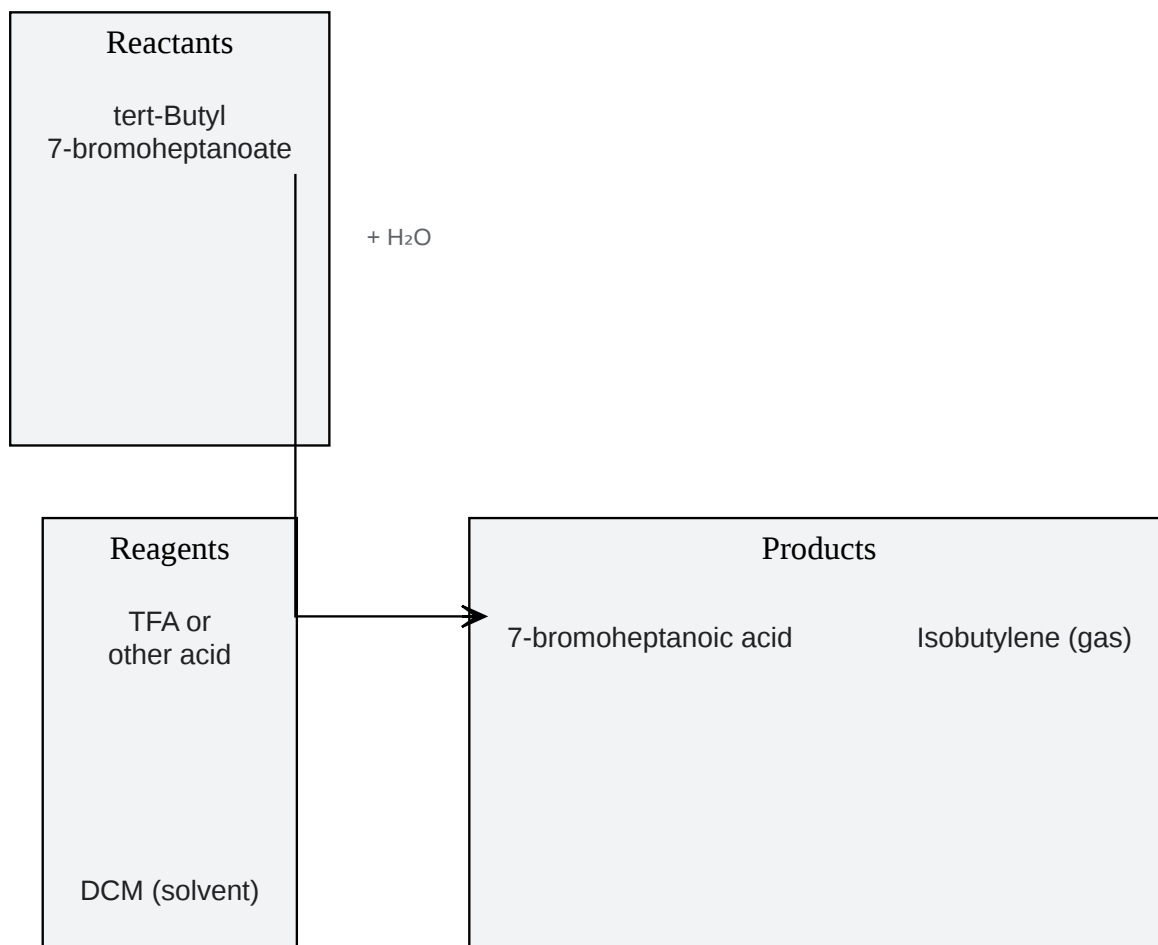 Reactants
tert-Butyl
7-bromoheptanoate
+ H₂O
Reagents
TFA or
other acid
DCM (solvent)
Products
7-bromoheptanoic acid
Isobutylene (gas)